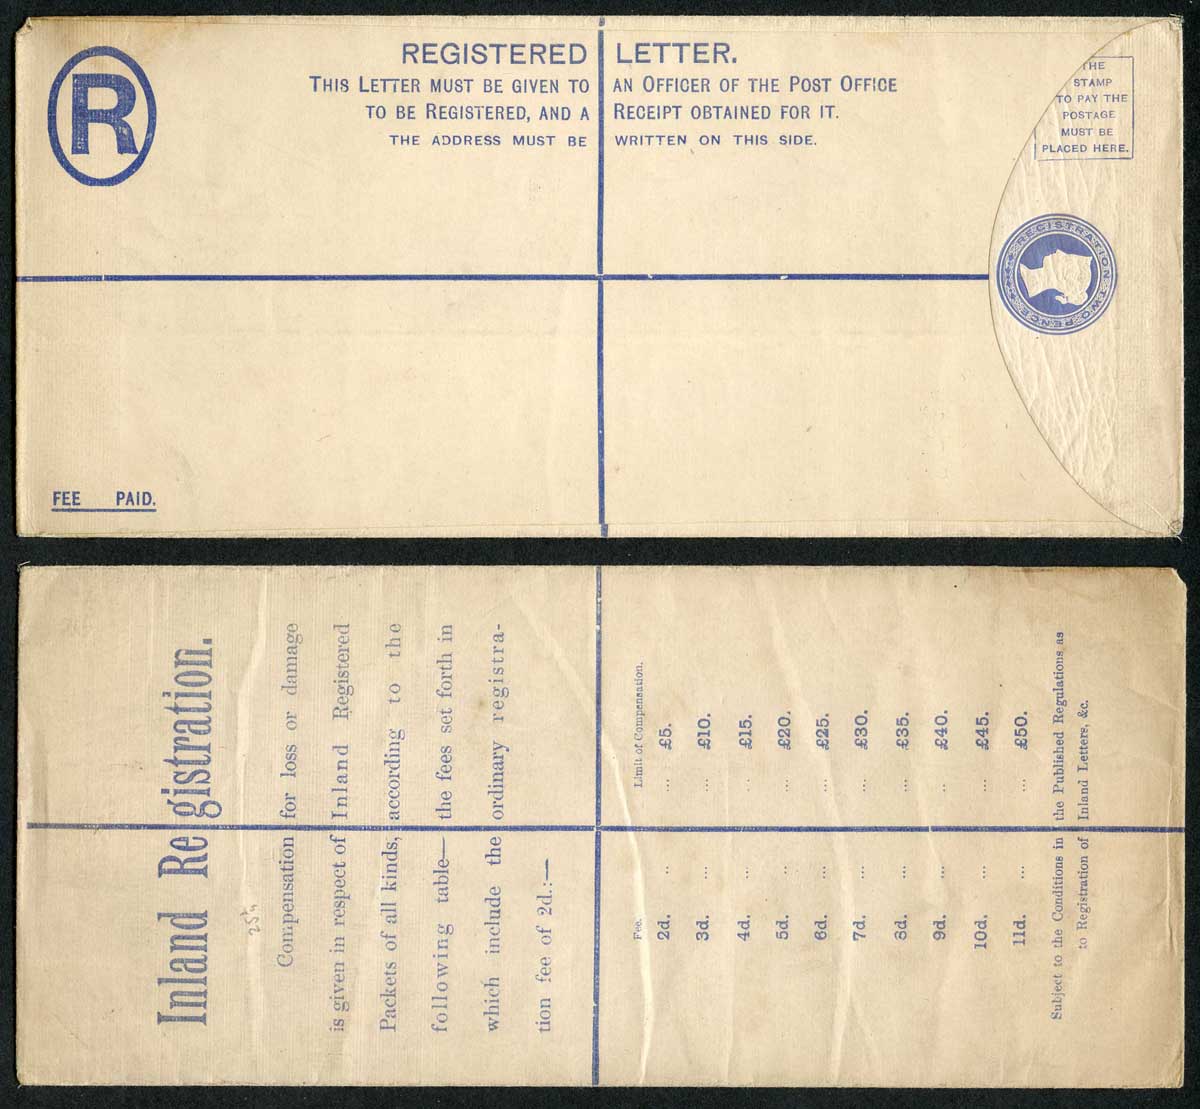 R
REGISTERED LETTER.
THIS LETTER MUST BE GIVEN TO AN OFFICER OF THE POST OFFICE
TO BE REGISTERED, AND A RECEIPT OBTAINED FOR IT.
THE ADDRESS MUST BE WRITTEN ON THIS SIDE.
THE
STAMP
TO PAY THE
POSTAGE
MUST BE
PLACED HERE.
REGISTRATION TWO PENCE
FEE PAID.
Inland Registration.
Compensation for loss or damage
is given in respect of Inland Registered
Packets of all kinds, according to the
following table— the fees set forth in
which include the ordinary registra-
tion fee of 2d.:—
Fee. Limit of Compensation.
2d. ... ... £5.
3d. ... ... £10.
4d. ... ... £15.
5d. ... ... £20.
6d. ... ... £25.
7d. ... ... £30.
8d. ... ... £35.
9d. ... ... £40.
10d. ... ... £45.
11d. ... ... £50.
Subject to the Conditions in the Published Regulations as
to Registration of Inland Letters, &c.